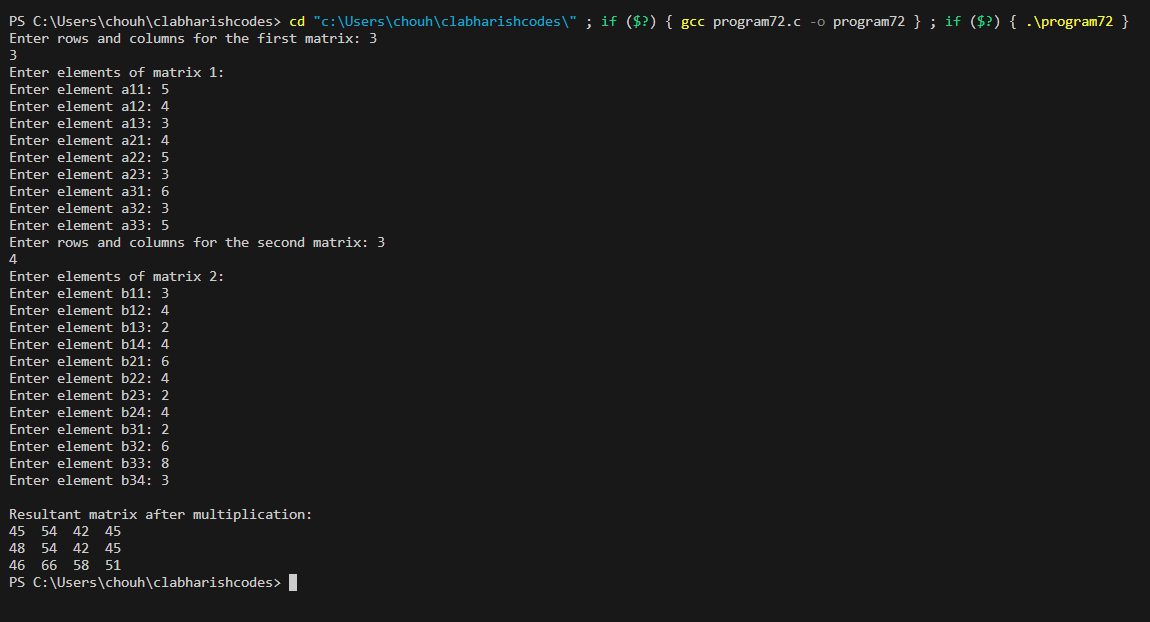 PS C:\Users\chouh\clabharishcodes> cd "c:\Users\chouh\clabharishcodes\" ; if ($?) { gcc program72.c -o program72 } ; if ($?) { .\program72 }
Enter rows and columns for the first matrix: 3
3
Enter elements of matrix 1:
Enter element a11: 5
Enter element a12: 4
Enter element a13: 3
Enter element a21: 4
Enter element a22: 5
Enter element a23: 3
Enter element a31: 6
Enter element a32: 3
Enter element a33: 5
Enter rows and columns for the second matrix: 3
4
Enter elements of matrix 2:
Enter element b11: 3
Enter element b12: 4
Enter element b13: 2
Enter element b14: 4
Enter element b21: 6
Enter element b22: 4
Enter element b23: 2
Enter element b24: 4
Enter element b31: 2
Enter element b32: 6
Enter element b33: 8
Enter element b34: 3
Resultant matrix after multiplication:
45  54  42  45
48  54  42  45
46  66  58  51
PS C:\Users\chouh\clabharishcodes>